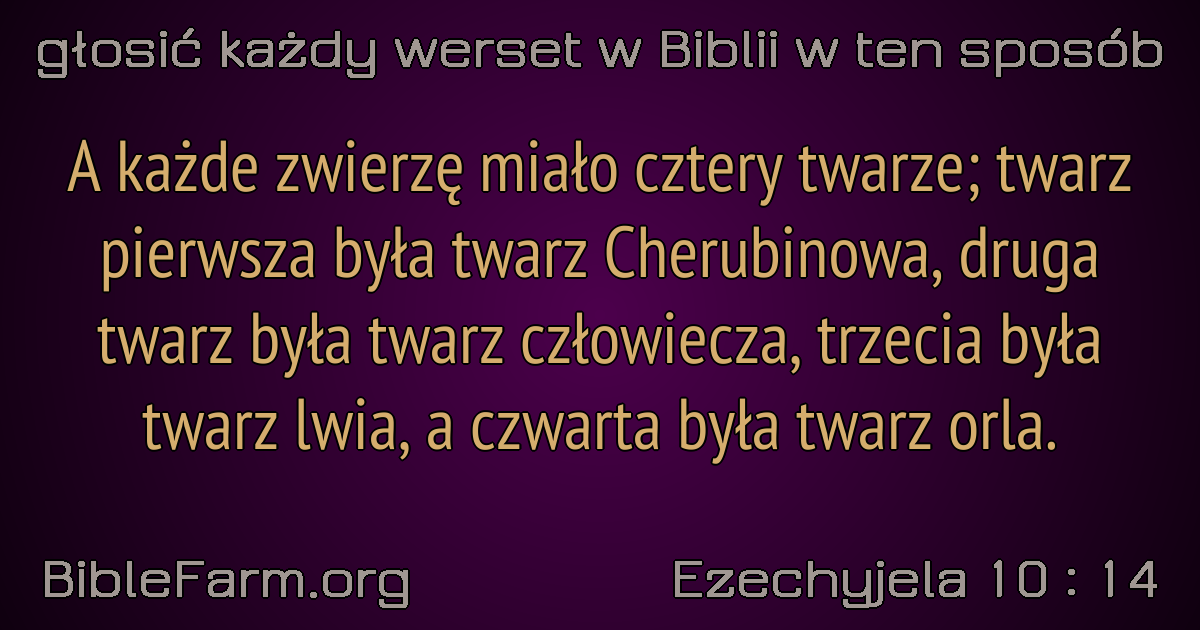 głosić każdy werset w Biblii w ten sposób
A każde zwierzę miało cztery twarze; twarz
pierwsza była twarz Cherubinowa, druga
twarz była twarz człowiecza, trzecia była
twarz lwia, a czwarta była twarz orla.
BibleFarm.org
Ezechyjela 10 : 14